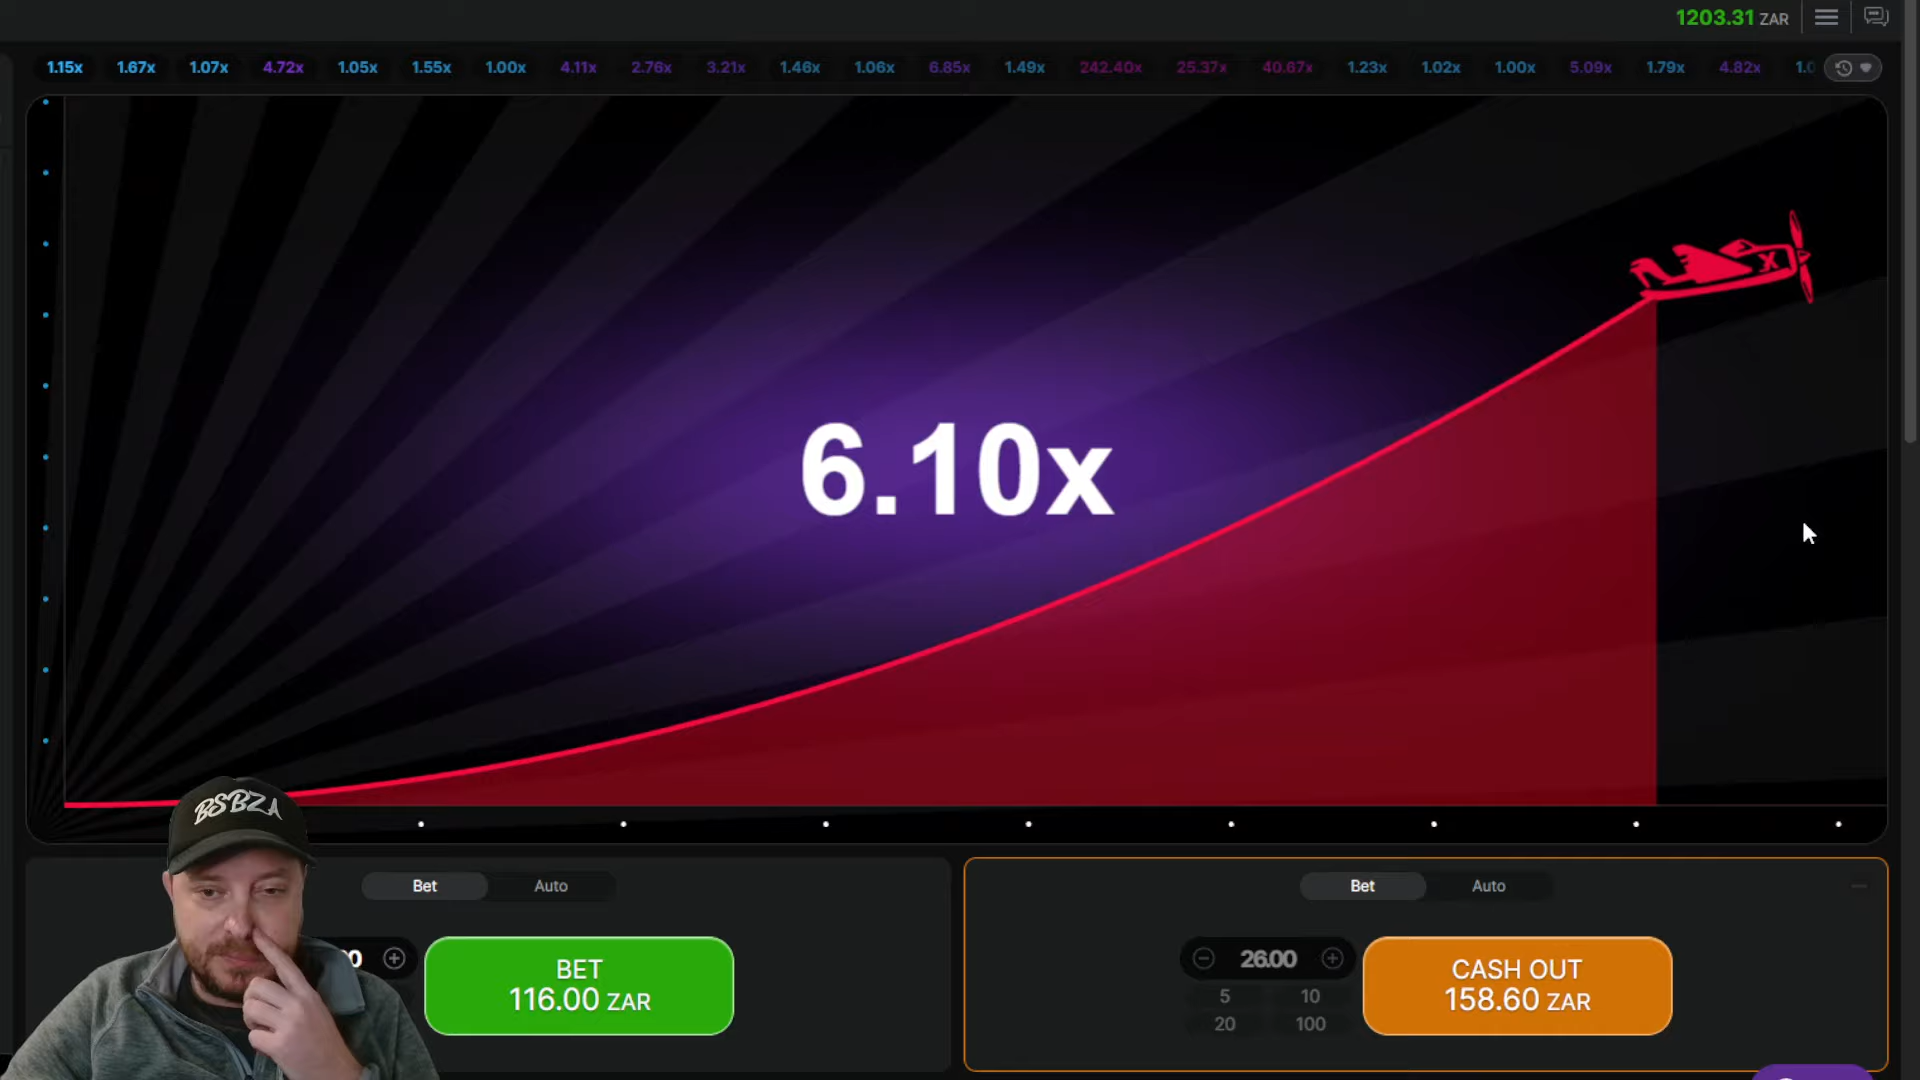 1203.31 ZAR
1.15x 1.67x 1.07x 4.72x 1.05x 1.55x 1.00x 4.11x 2.76x 3.21x 1.46x 1.06x 6.85x 1.49x 242.40x 25.37x 40.67x 1.23x 1.02x 1.00x 5.09x 1.79x 4.82x
X
6.10x
BSBZA
Bet Auto
BET
116.00 ZAR
Bet Auto
26.00
5 10
20 100
CASH OUT
158.60 ZAR